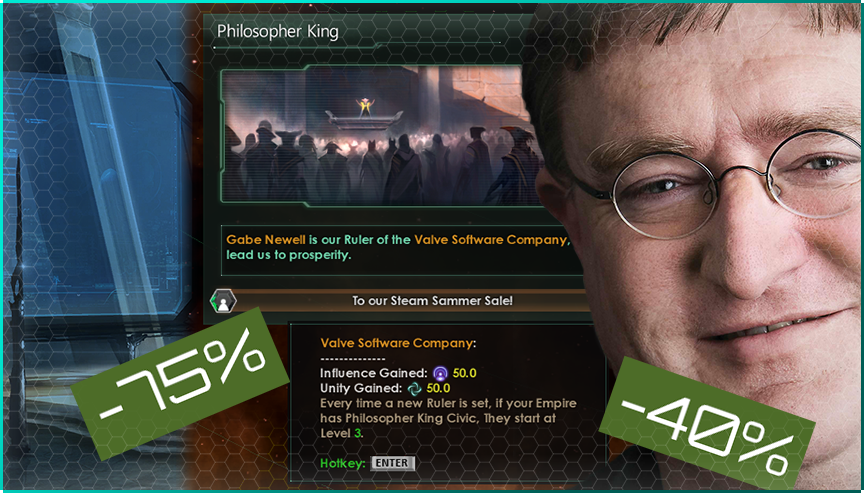 Philosopher King
Gabe Newell is our Ruler of the Valve Software Company,
lead us to prosperity.
To our Steam Sammer Sale!
Valve Software Company:
--------------
Influence Gained: 50.0
Unity Gained: 50.0
Every time a new Ruler is set, if your Empire
has Philosopher King Civic, They start at
Level 3.
Hotkey: ENTER
-75%
-40%